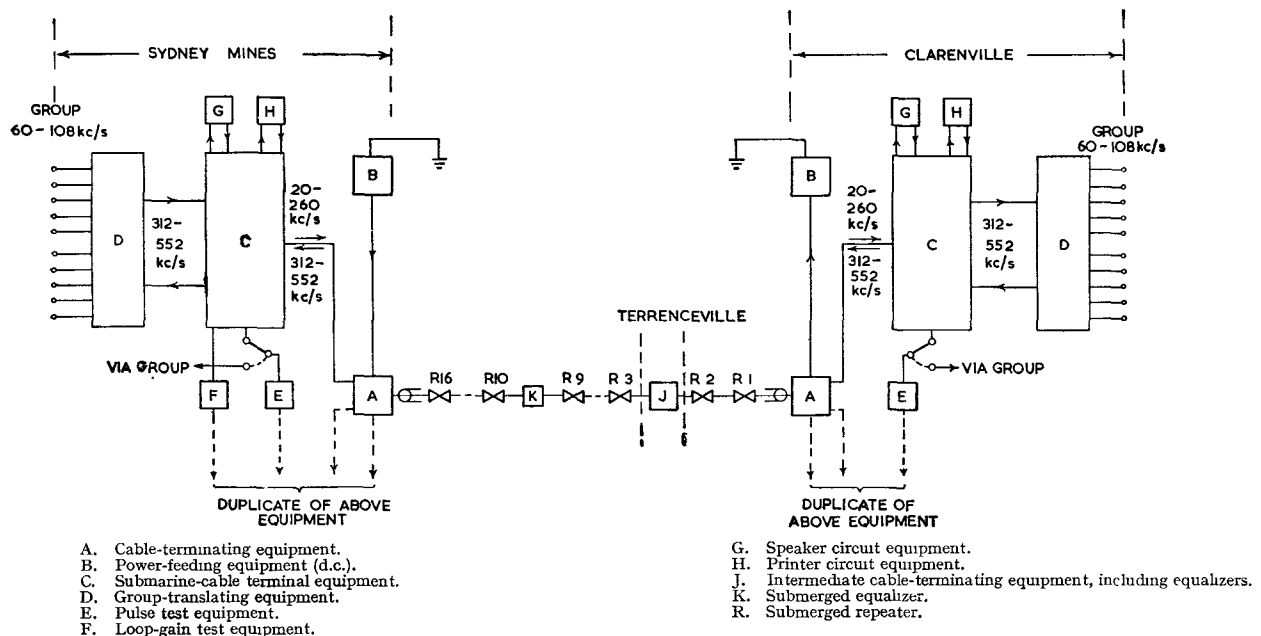 SYDNEY MINES
CLARENVILLE
GROUP
60-108kc/s
G
H
B
B
G
H
GROUP
60-108kc/s
D
312-
552
kc/s
C
20-
260
kc/s
312-
552
kc/s
20-
260
kc/s
312-
552
kc/s
C
312-
552
kc/s
D
TERRENCEVILLE
VIA GROUP
VIA GROUP
F
E
A
R16
R10
K
R9
R3
J
R2
R1
A
E
DUPLICATE OF ABOVE
EQUIPMENT
DUPLICATE OF
ABOVE EQUIPMENT
A. Cable-terminating equipment.
B. Power-feeding equipment (d.c.).
C. Submarine-cable terminal equipment.
D. Group-translating equipment.
E. Pulse test equipment.
F. Loop-gain test equipment.
G. Speaker circuit equipment.
H. Printer circuit equipment.
J. Intermediate cable-terminating equipment, including equalizers.
K. Submerged equalizer.
R. Submerged repeater.